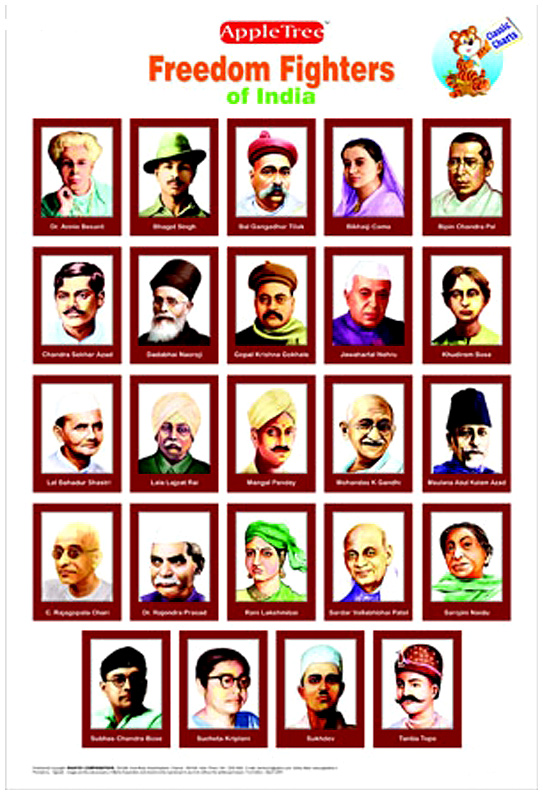 AppleTree
Classic
Charts
Freedom Fighters
of India
Dr. Annie Besant
Bhagat Singh
Bal Gangadhar Tilak
Bhikaiji Cama
Bipin Chandra Pal
Chandra Sekhar Azad
Dadabhai Naoroji
Gopal Krishna Gokhale
Jawaharlal Nehru
Khudiram Bose
Lal Bahadur Shastri
Lala Lajpat Rai
Mangal Pandey
Mohandas K Gandhi
Maulana Abul Kalam Azad
C. Rajagopala Chari
Dr. Rajendra Prasad
Rani Lakshmibai
Sardar Vallabhbhai Patel
Sarojini Naidu
Subhas Chandra Bose
Sucheta Kriplani
Sukhdev
Tantia Tope